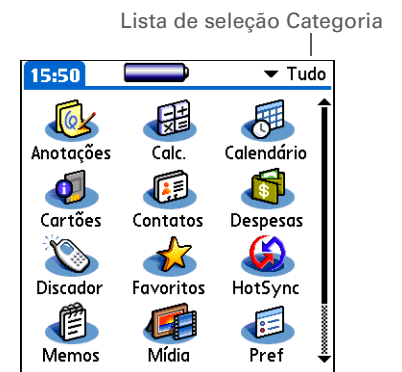 Lista de seleção Categoria
15:50 Tudo
Anotações Calc. Calendário
Cartões Contatos Despesas
Discador Favoritos HotSync
Memos Mídia Pref